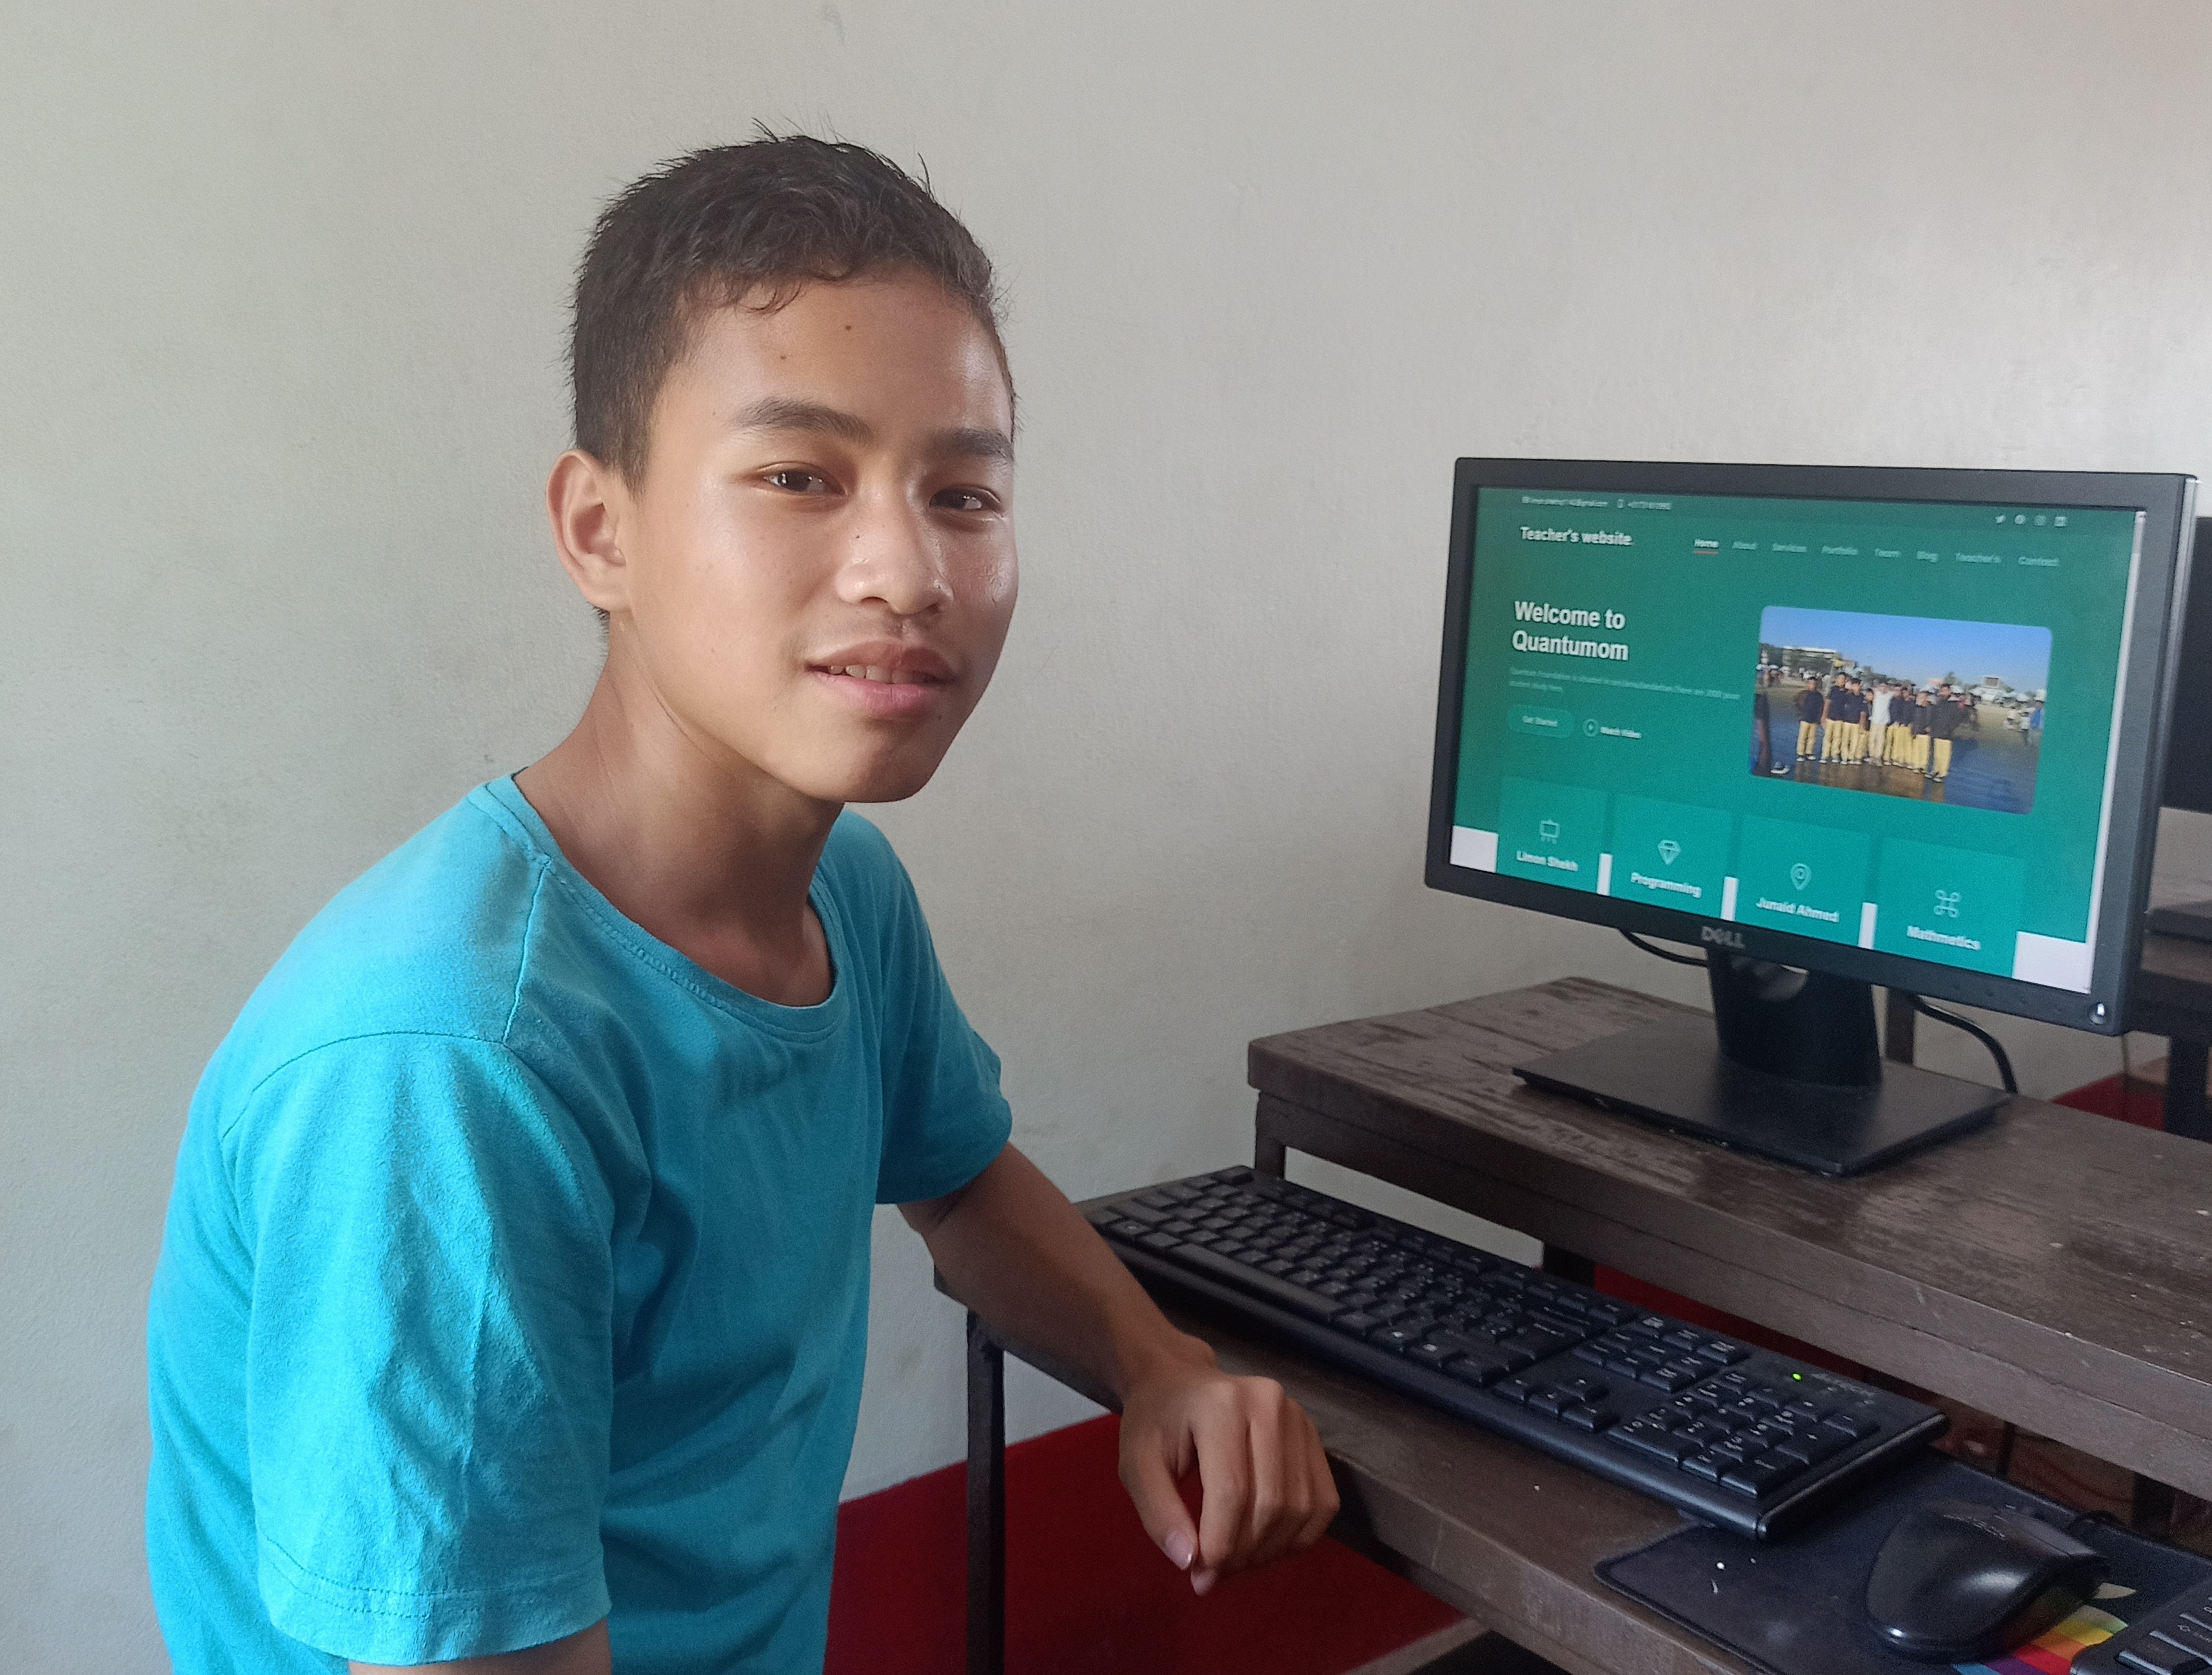 Teacher's website
Home About Services Portfolio Team Blog Teacher's Contact
Welcome to
Quantumom
Get Started Watch Video
Limon Shekh
Programming
Junaid Ahmed
Mathmetics
DELL